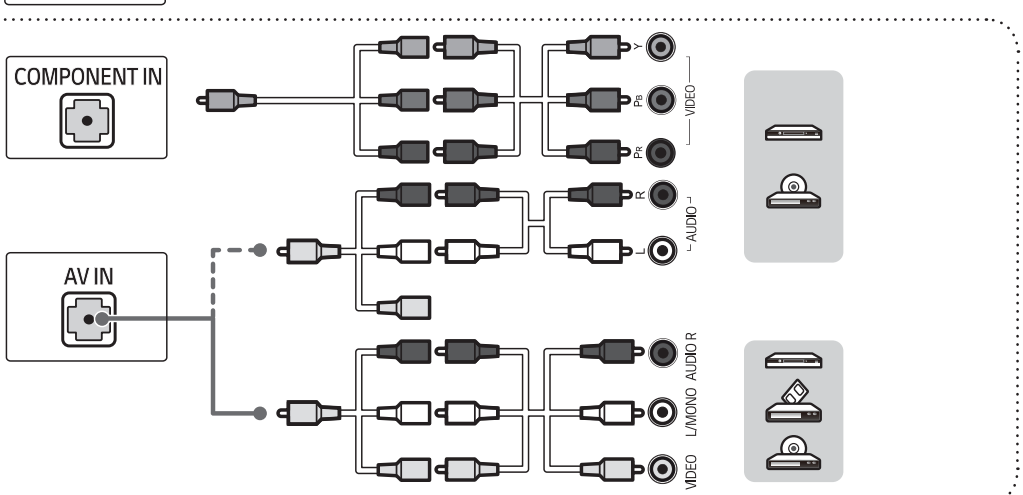 COMPONENT IN
Y
PB
PR
VIDEO
R
L
AUDIO
AV IN
AUDIO R
L/MONO
VIDEO